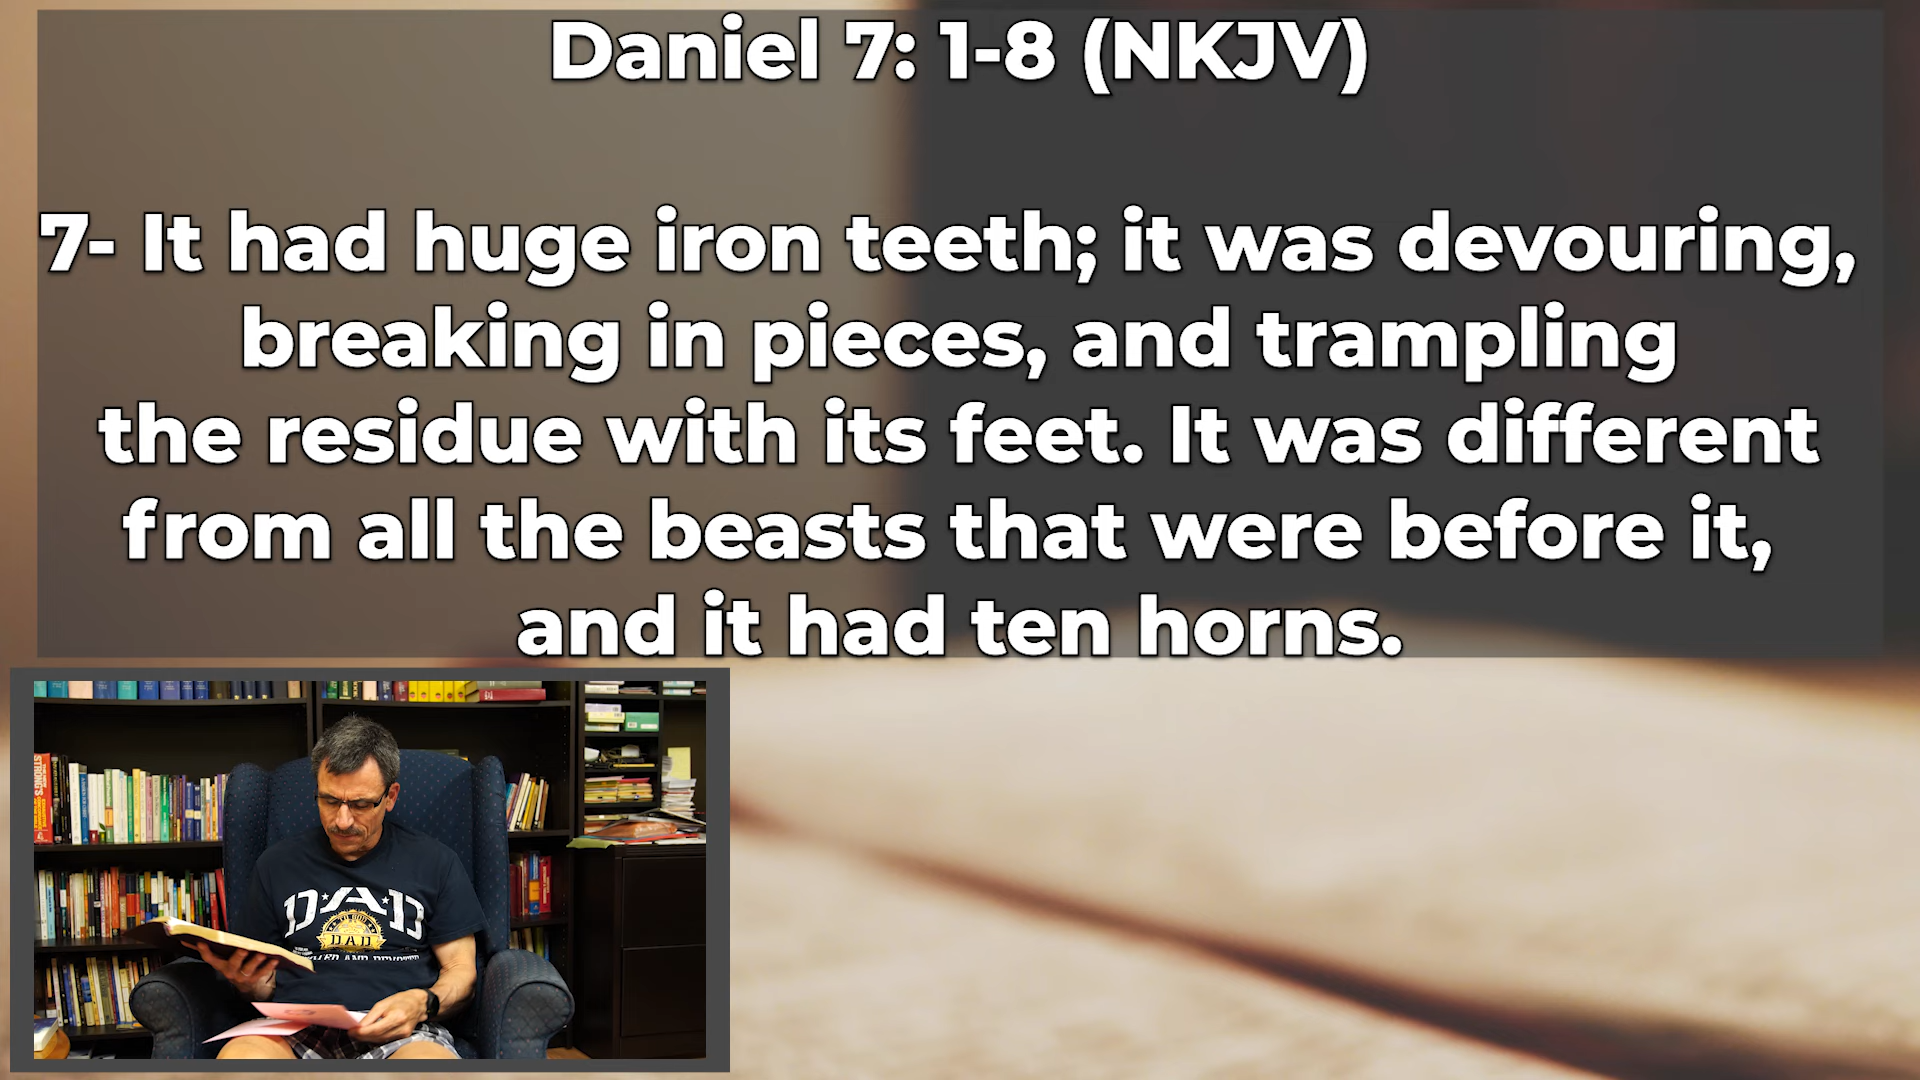 Daniel 7: 1-8 (NKJV)
7- It had huge iron teeth; it was devouring,
breaking in pieces, and trampling
the residue with its feet. It was different
from all the beasts that were before it,
and it had ten horns.
STRONG'S
DAD
DAD